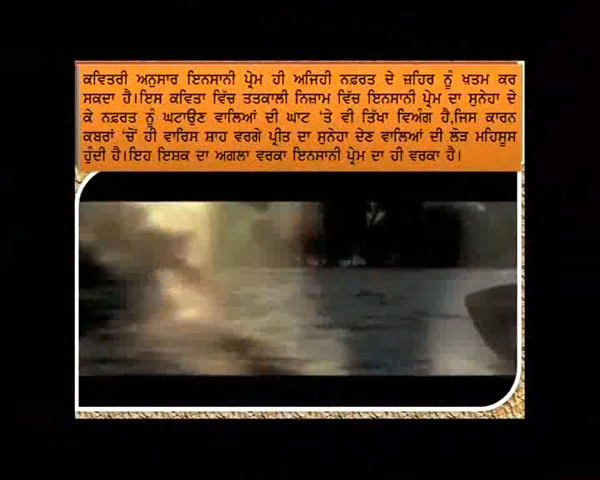 ਕਵਿਤਰੀ ਅਨੁਸਾਰ ਇਨਸਾਨੀ ਪ੍ਰੇਮ ਹੀ ਅਜਿਹੀ ਨਫ਼ਰਤ ਦੇ ਜ਼ਹਿਰ ਨੂੰ ਖਤਮ ਕਰ
ਸਕਦਾ ਹੈ।ਇਸ ਕਵਿਤਾ ਵਿੱਚ ਤਤਕਾਲੀ ਨਿਜ਼ਾਮ ਵਿੱਚ ਇਨਸਾਨੀ ਪ੍ਰੇਮ ਦਾ ਸੁਨੇਹਾ ਦੇ
ਕੇ ਨਫ਼ਰਤ ਨੂੰ ਘਟਾਉਣ ਵਾਲਿਆਂ ਦੀ ਘਾਟ ’ਤੇ ਵੀ ਤਿੱਖਾ ਵਿਅੰਗ ਹੈ,ਜਿਸ ਕਾਰਨ
ਕਬਰਾਂ ’ਚੋਂ ਹੀ ਵਾਰਿਸ ਸ਼ਾਹ ਵਰਗੇ ਪ੍ਰੀਤ ਦਾ ਸੁਨੇਹਾ ਦੇਣ ਵਾਲਿਆਂ ਦੀ ਲੋੜ ਮਹਿਸੂਸ
ਹੁੰਦੀ ਹੈ।ਇਹ ਇਸ਼ਕ ਦਾ ਅਗਲਾ ਵਰਕਾ ਇਨਸਾਨੀ ਪ੍ਰੇਮ ਦਾ ਹੀ ਵਰਕਾ ਹੈ।